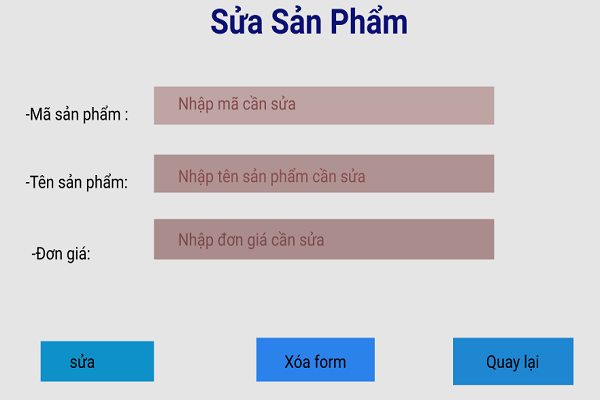 Sửa Sản Phẩm
-Mã sản phẩm :
Nhập mã cần sửa
-Tên sản phẩm:
Nhập tên sản phẩm cần sửa
-Đơn giá:
Nhập đơn giá cần sửa
sửa
Xóa form
Quay lại